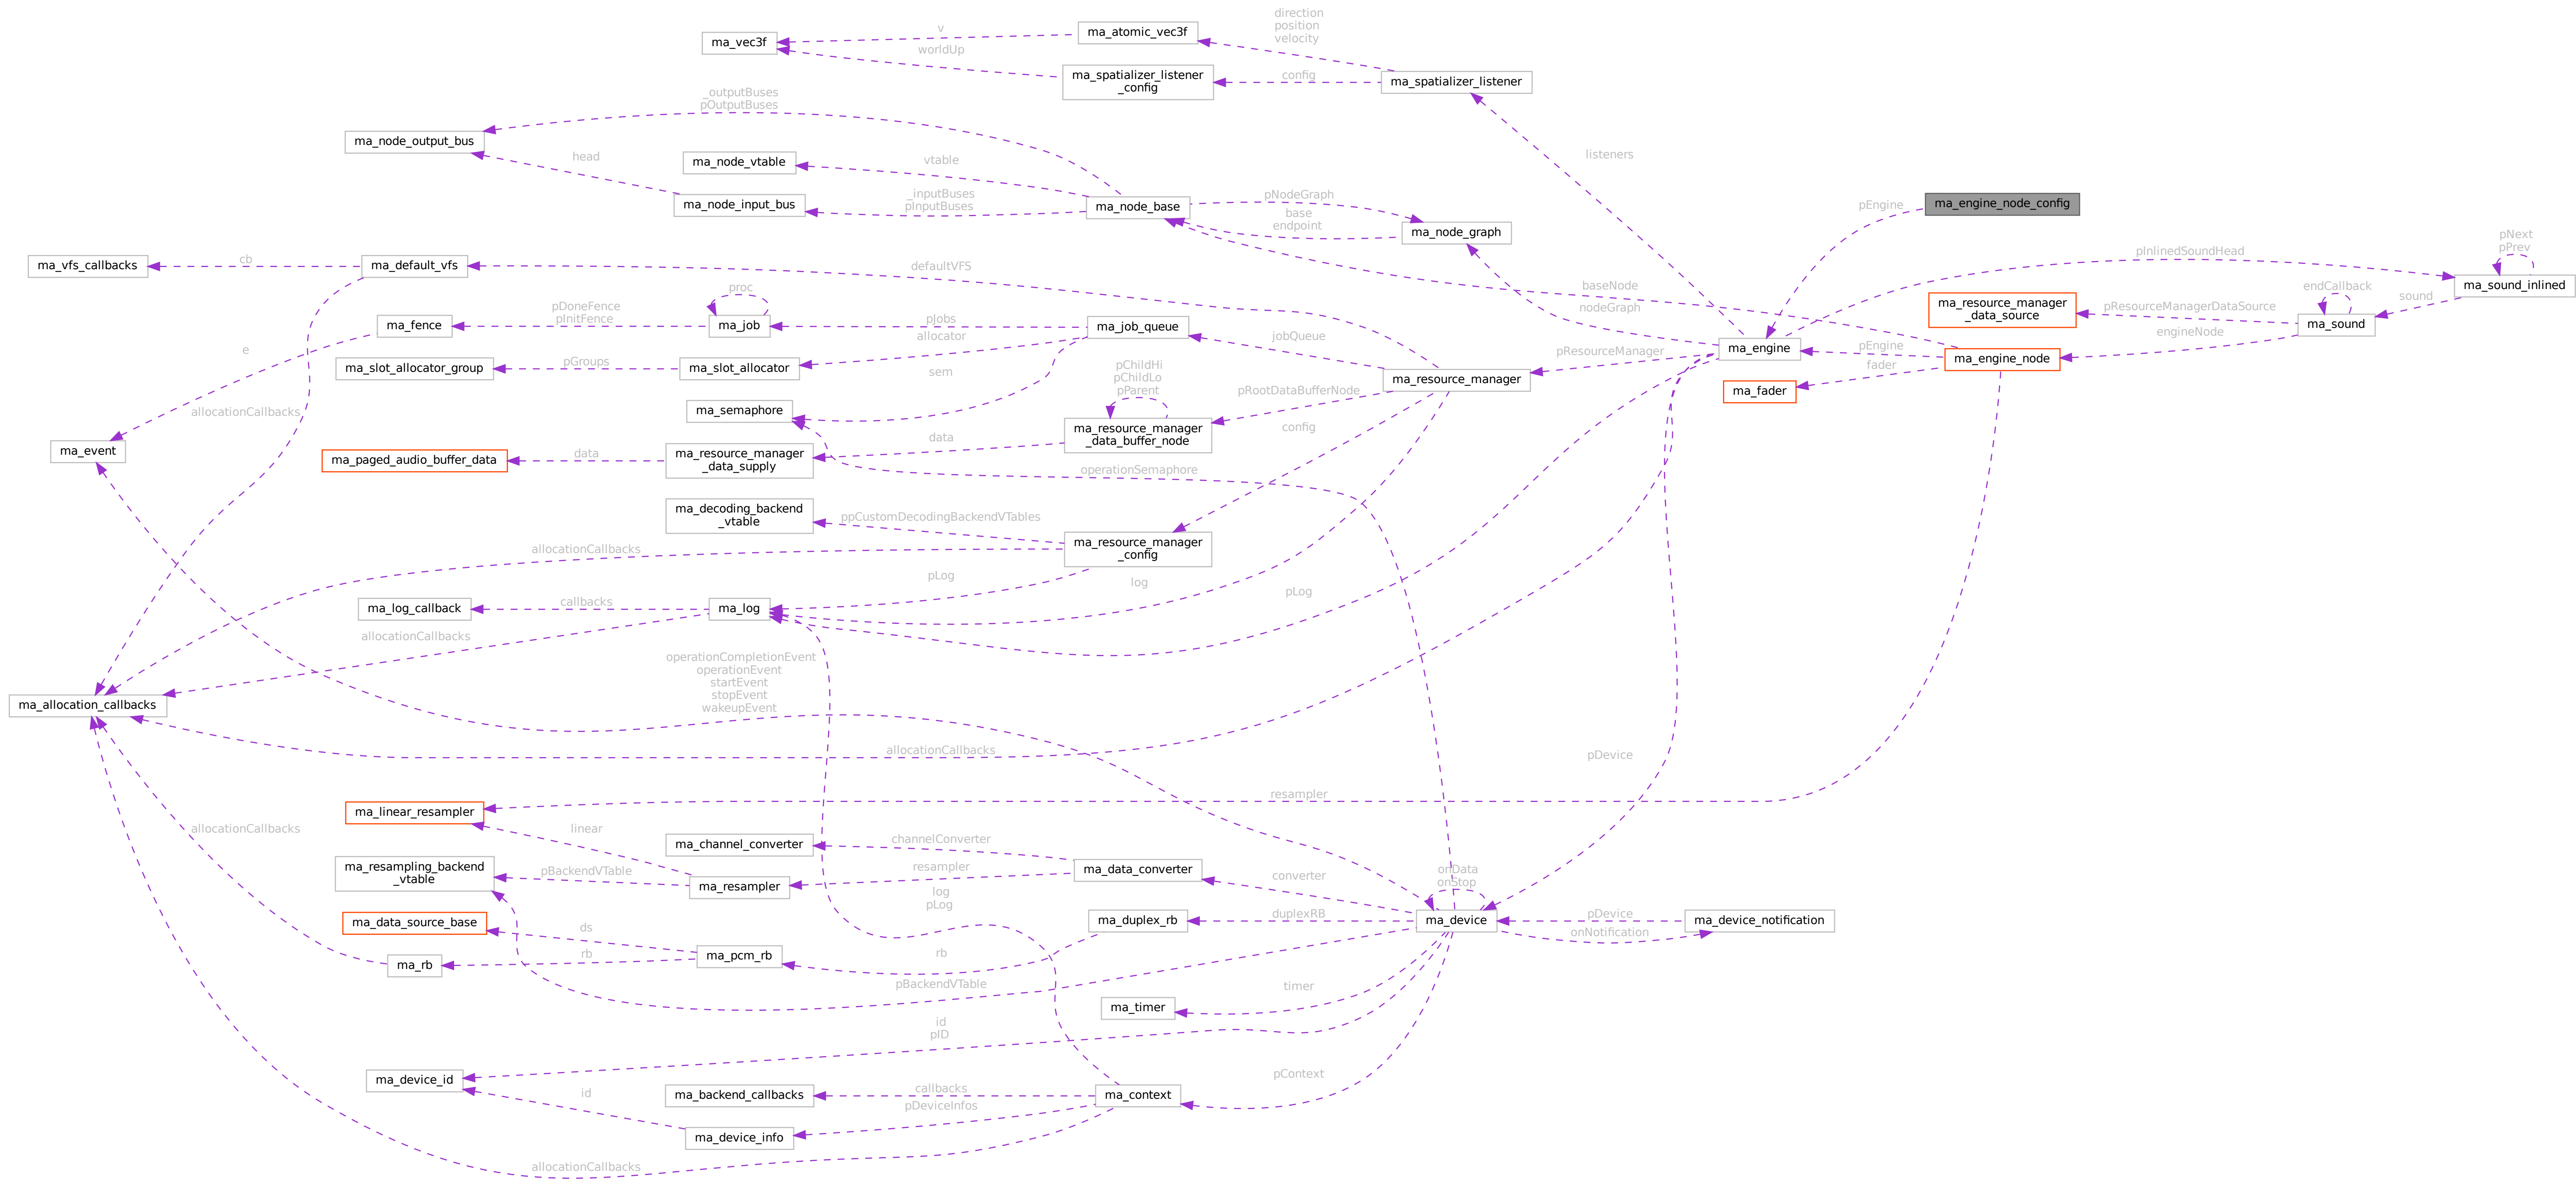 direction
position
velocity
v
ma_atomic_vec3f
ma_vec3f
worldUp
ma_spatializer_listener
_config
config
ma_spatializer_listener
_outputBuses
pOutputBuses
ma_node_output_bus
head
ma_node_vtable
vtable
listeners
ma_node_input_bus
_inputBuses
pInputBuses
ma_node_base
pNodeGraph
base
endpoint
ma_node_graph
pEngine
ma_engine_node_config
pInlinedSoundHead
pNext
pPrev
ma_sound_inlined
ma_vfs_callbacks
cb
ma_default_vfs
defaultVFS
baseNode
nodeGraph
ma_resource_manager
_data_source
pResourceManagerDataSource
endCallback
sound
ma_sound
engineNode
proc
pDoneFence
pInitFence
ma_fence
ma_job
pJobs
ma_job_queue
allocator
jobQueue
e
ma_slot_allocator_group
pGroups
ma_slot_allocator
sem
pResourceManager
ma_engine
pEngine
ma_engine_node
fader
ma_fader
ma_resource_manager
pChildHi
pChildLo
pParent
pRootDataBufferNode
allocationCallbacks
ma_semaphore
ma_resource_manager
_data_buffer_node
config
ma_event
ma_paged_audio_buffer_data
data
ma_resource_manager
_data_supply
data
operationSemaphore
ma_decoding_backend
_vtable
ppCustomDecodingBackendVTables
ma_resource_manager
_config
allocationCallbacks
pLog
log
pLog
ma_log_callback
callbacks
ma_log
allocationCallbacks
operationCompletionEvent
operationEvent
startEvent
stopEvent
wakeupEvent
ma_allocation_callbacks
allocationCallbacks
pDevice
resampler
ma_linear_resampler
linear
allocationCallbacks
ma_channel_converter
channelConverter
ma_resampling_backend
_vtable
pBackendVTable
ma_resampler
resampler
ma_data_converter
converter
onData
onStop
log
pLog
ma_data_source_base
ds
ma_duplex_rb
duplexRB
ma_device
pDevice
onNotification
ma_device_notification
ma_rb
rb
ma_pcm_rb
rb
pBackendVTable
timer
ma_timer
id
pID
ma_device_id
id
pContext
ma_backend_callbacks
callbacks
ma_context
pDeviceInfos
ma_device_info
allocationCallbacks